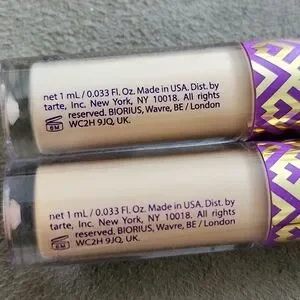 net 1 mL / 0.033 Fl. Oz. Made in USA. Dist. by
tarte, Inc. New York, NY 10018. All rights
reserved. BIORIUS, Wavre, BE / London
WC2H 9JQ, UK.
6M
net 1 mL / 0.033 Fl. Oz. Made in USA. Dist. by
tarte, Inc. New York, NY 10018. All rights
reserved. BIORIUS, Wavre, BE / London
WC2H 9JQ, UK.
6M